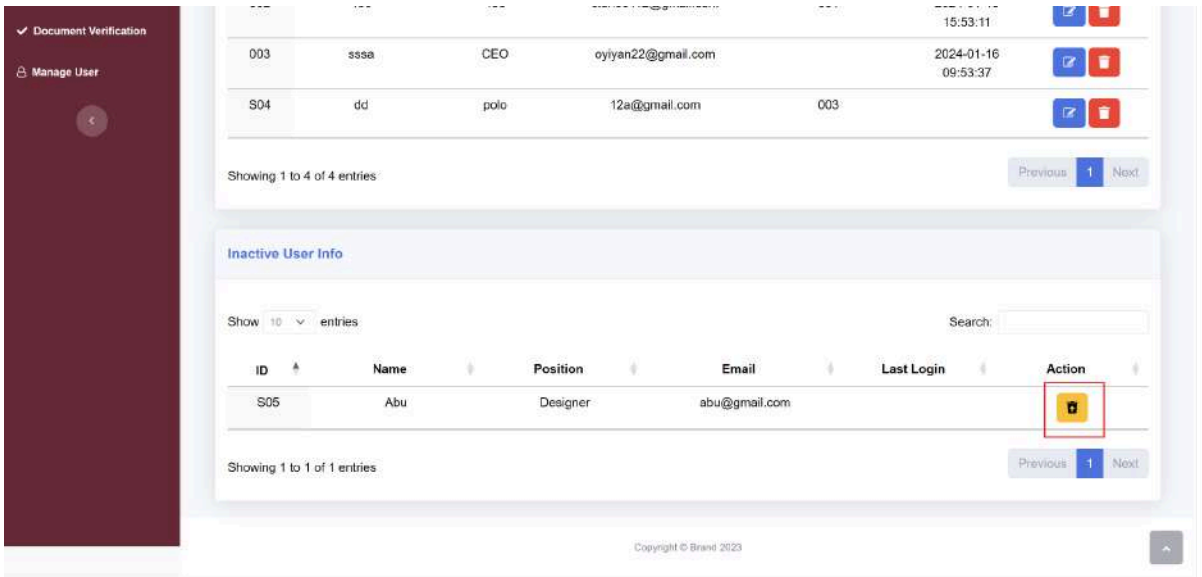 Document Verification
Manage User
15:53:11
003 sssa CEO oyiyan22@gmail.com 2024-01-16
09:53:37
S04 dd polo 12a@gmail.com 003
Showing 1 to 4 of 4 entries
Previous 1 Next
Inactive User Info
Show 10 entries
Search:
ID Name Position Email Last Login Action
S05 Abu Designer abu@gmail.com
Showing 1 to 1 of 1 entries
Previous 1 Next
Copyright © Brand 2023